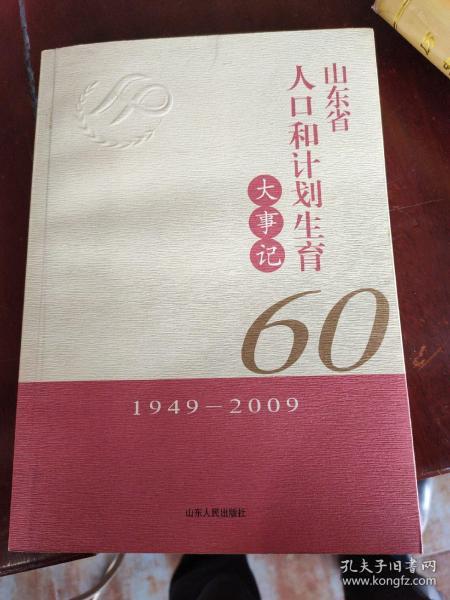 山东省
人口和计划生育
大事记
60
1949－2009
山东人民出版社
孔夫子旧书网
www.kongfz.com